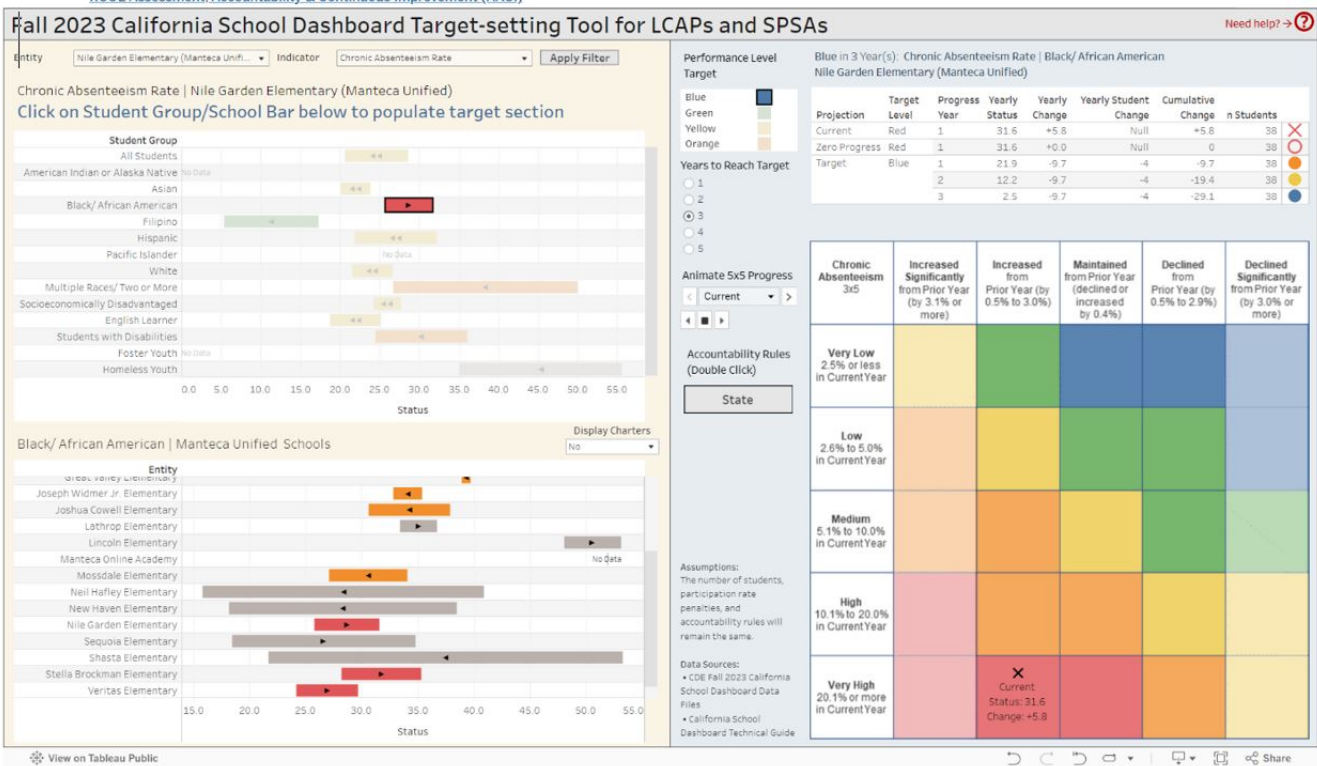 Fall 2023 California School Dashboard Target-setting Tool for LCAPs and SPSAs
Need help? → ?
Entity Nile Garden Elementary (Manteca Unifi... Indicator Chronic Absenteeism Rate Apply Filter
Chronic Absenteeism Rate | Nile Garden Elementary (Manteca Unified)
Click on Student Group/School Bar below to populate target section
Student Group
All Students
American Indian or Alaska Native No Data
Asian
Black/ African American
Filipino
Hispanic
Pacific Islander No Data
White
Multiple Races/ Two or More
Socioeconomically Disadvantaged
English Learner
Students with Disabilities
Foster Youth No Data
Homeless Youth
0.0 5.0 10.0 15.0 20.0 25.0 30.0 35.0 40.0 45.0 50.0 55.0
Status
Black/ African American | Manteca Unified Schools
Display Charters
No
Entity
Great Valley Elementary
Joseph Widmer Jr. Elementary
Joshua Cowell Elementary
Lathrop Elementary
Lincoln Elementary
Manteca Online Academy No Data
Mossdale Elementary
Neil Hafley Elementary
New Haven Elementary
Nile Garden Elementary
Sequoia Elementary
Shasta Elementary
Stella Brockman Elementary
Veritas Elementary
15.0 20.0 25.0 30.0 35.0 40.0 45.0 50.0 55.0
Status
Performance Level
Target
Blue
Green
Yellow
Orange
Years to Reach Target
1
2
3
4
5
Animate 5x5 Progress
< Current >
Accountability Rules
(Double Click)
State
Assumptions:
The number of students,
participation rate
penalties, and
accountability rules will
remain the same.
Data Sources:
• CDE Fall 2023 California
School Dashboard Data
Files
• California School
Dashboard Technical Guide
Blue in 3 Year(s): Chronic Absenteeism Rate | Black/ African American
Nile Garden Elementary (Manteca Unified)
Target Progress Yearly Yearly Yearly Student Cumulative
Projection Level Year Status Change Change Change n Students
Current Red 1 31.6 +5.8 Null +5.8 38
Zero Progress Red 1 31.6 +0.0 Null 0 38
Target Blue 1 21.9 -9.7 -4 -9.7 38
2 12.2 -9.7 -4 -19.4 38
3 2.5 -9.7 -4 -29.1 38
Chronic
Absenteeism
3x5
Increased
Significantly
from Prior Year
(by 3.1% or
more)
Increased
from
Prior Year (by
0.5% to 3.0%)
Maintained
from Prior Year
(declined or
increased
by 0.4%)
Declined
from
Prior Year (by
0.5% to 2.9%)
Declined
Significantly
from Prior Year
(by 3.0% or
more)
Very Low
2.5% or less
in Current Year
Low
2.6% to 5.0%
in Current Year
Medium
5.1% to 10.0%
in Current Year
High
10.1% to 20.0%
in Current Year
Very High
20.1% or more
in Current Year
Current
Status: 31.6
Change: +5.8
View on Tableau Public
Share